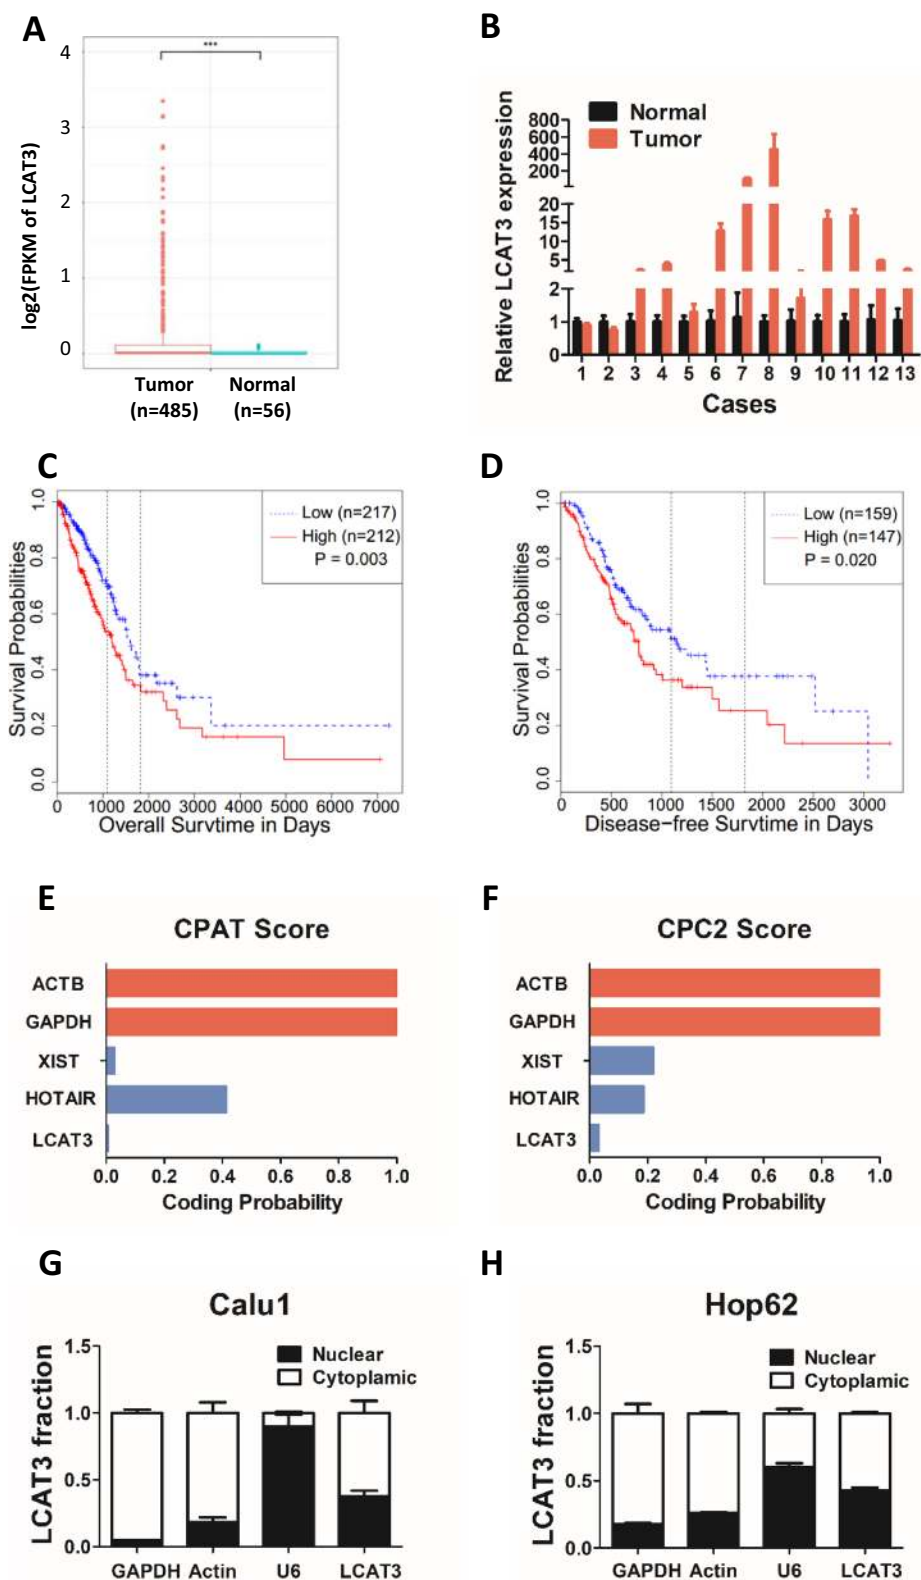 A
***
log2(FPKM of LCAT3)
4
3
2
1
0
Tumor Normal
(n=485) (n=56)
B
Relative LCAT3 expression
Normal
Tumor
800
600
400
200
20
15
10
5
2
1
0
1 2 3 4 5 6 7 8 9 10 11 12 13
Cases
C
Survival Probabilities
1.0
0.8
0.6
0.4
0.2
0.0
Low (n=217)
High (n=212)
P = 0.003
0 1000 2000 3000 4000 5000 6000 7000
Overall Survtime in Days
D
Survival Probabilities
1.0
0.8
0.6
0.4
0.2
0.0
Low (n=159)
High (n=147)
P = 0.020
0 500 1000 1500 2000 2500 3000
Disease-free Survtime in Days
E
CPAT Score
ACTB
GAPDH
XIST
HOTAIR
LCAT3
0.0 0.2 0.4 0.6 0.8 1.0
Coding Probability
F
CPC2 Score
ACTB
GAPDH
XIST
HOTAIR
LCAT3
0.0 0.2 0.4 0.6 0.8 1.0
Coding Probability
G
Calu1
LCAT3 fraction
1.5
1.0
0.5
0.0
Nuclear
Cytoplamic
GAPDH Actin U6 LCAT3
H
Hop62
LCAT3 fraction
1.5
1.0
0.5
0.0
Nuclear
Cytoplamic
GAPDH Actin U6 LCAT3